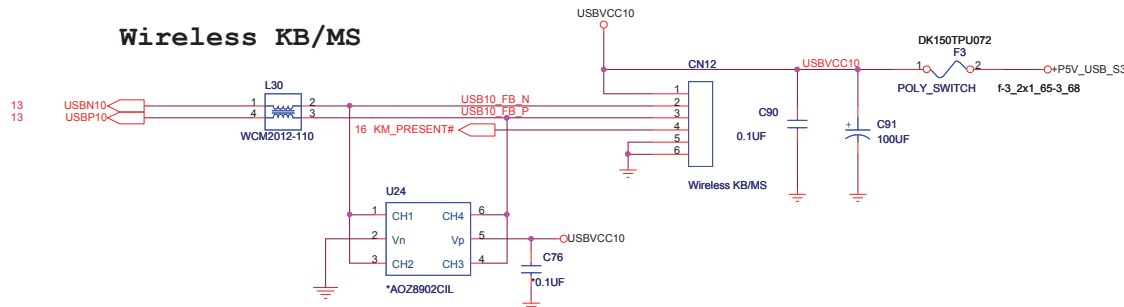 USBVCC10
Wireless KB/MS
DK150TPU072
F3
L30
CN12
USBVCC10
1 2
+P5V_USB_S3
POLY_SWITCH
f-3_2x1_65-3_68
13 USBN10
1 2
USB10_FB_N
1
2
13 USBP10
4 3
USB10_FB_P
3
WCM2012-110
16 KM_PRESENT#
4
5
6
C90
0.1UF
+
C91
100UF
Wireless KB/MS
U24
1 CH1 CH4 6
2 Vn Vp 5
USBVCC10
3 CH2 CH3 4
C76
*0.1UF
*AOZ8902CIL